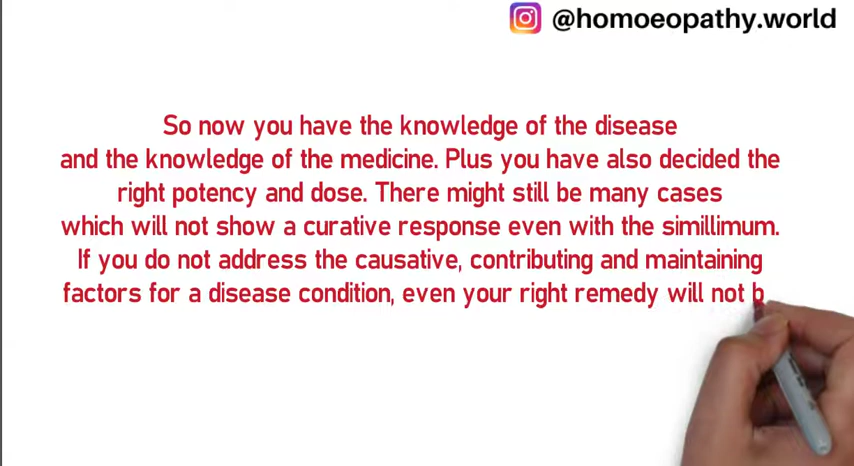 @homoeopathy.world
So now you have the knowledge of the disease
and the knowledge of the medicine. Plus you have also decided the
right potency and dose. There might still be many cases
which will not show a curative response even with the simillimum.
If you do not address the causative, contributing and maintaining
factors for a disease condition, even your right remedy will not b